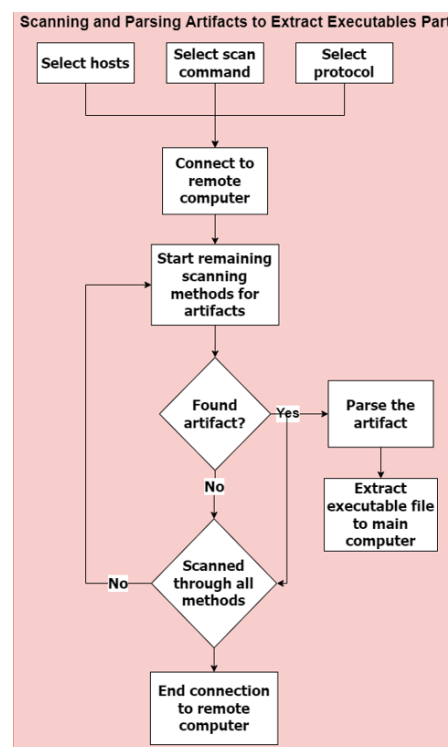 Scanning and Parsing Artifacts to Extract Executables Part
Select hosts
Select scan
command
Select
protocol
Connect to
remote
computer
Start remaining
scanning
methods for
artifacts
Found
artifact?
Yes
Parse the
artifact
No
Extract
executable file
to main
computer
Scanned
through all
methods
No
End connection
to remote
computer